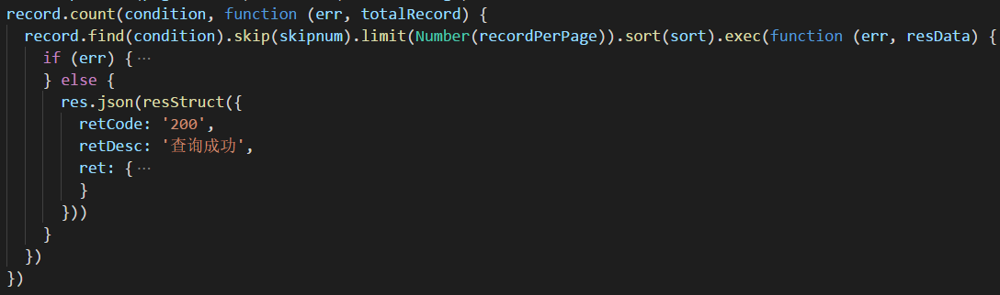 record.count(condition, function (err, totalRecord) {
  record.find(condition).skip(skipnum).limit(Number(recordPerPage)).sort(sort).exec(function (err, resData) {
    if (err) {···
    } else {
      res.json(resStruct({
        retCode: '200',
        retDesc: '查询成功',
        ret: {···
        }
      }))
    }
  })
})